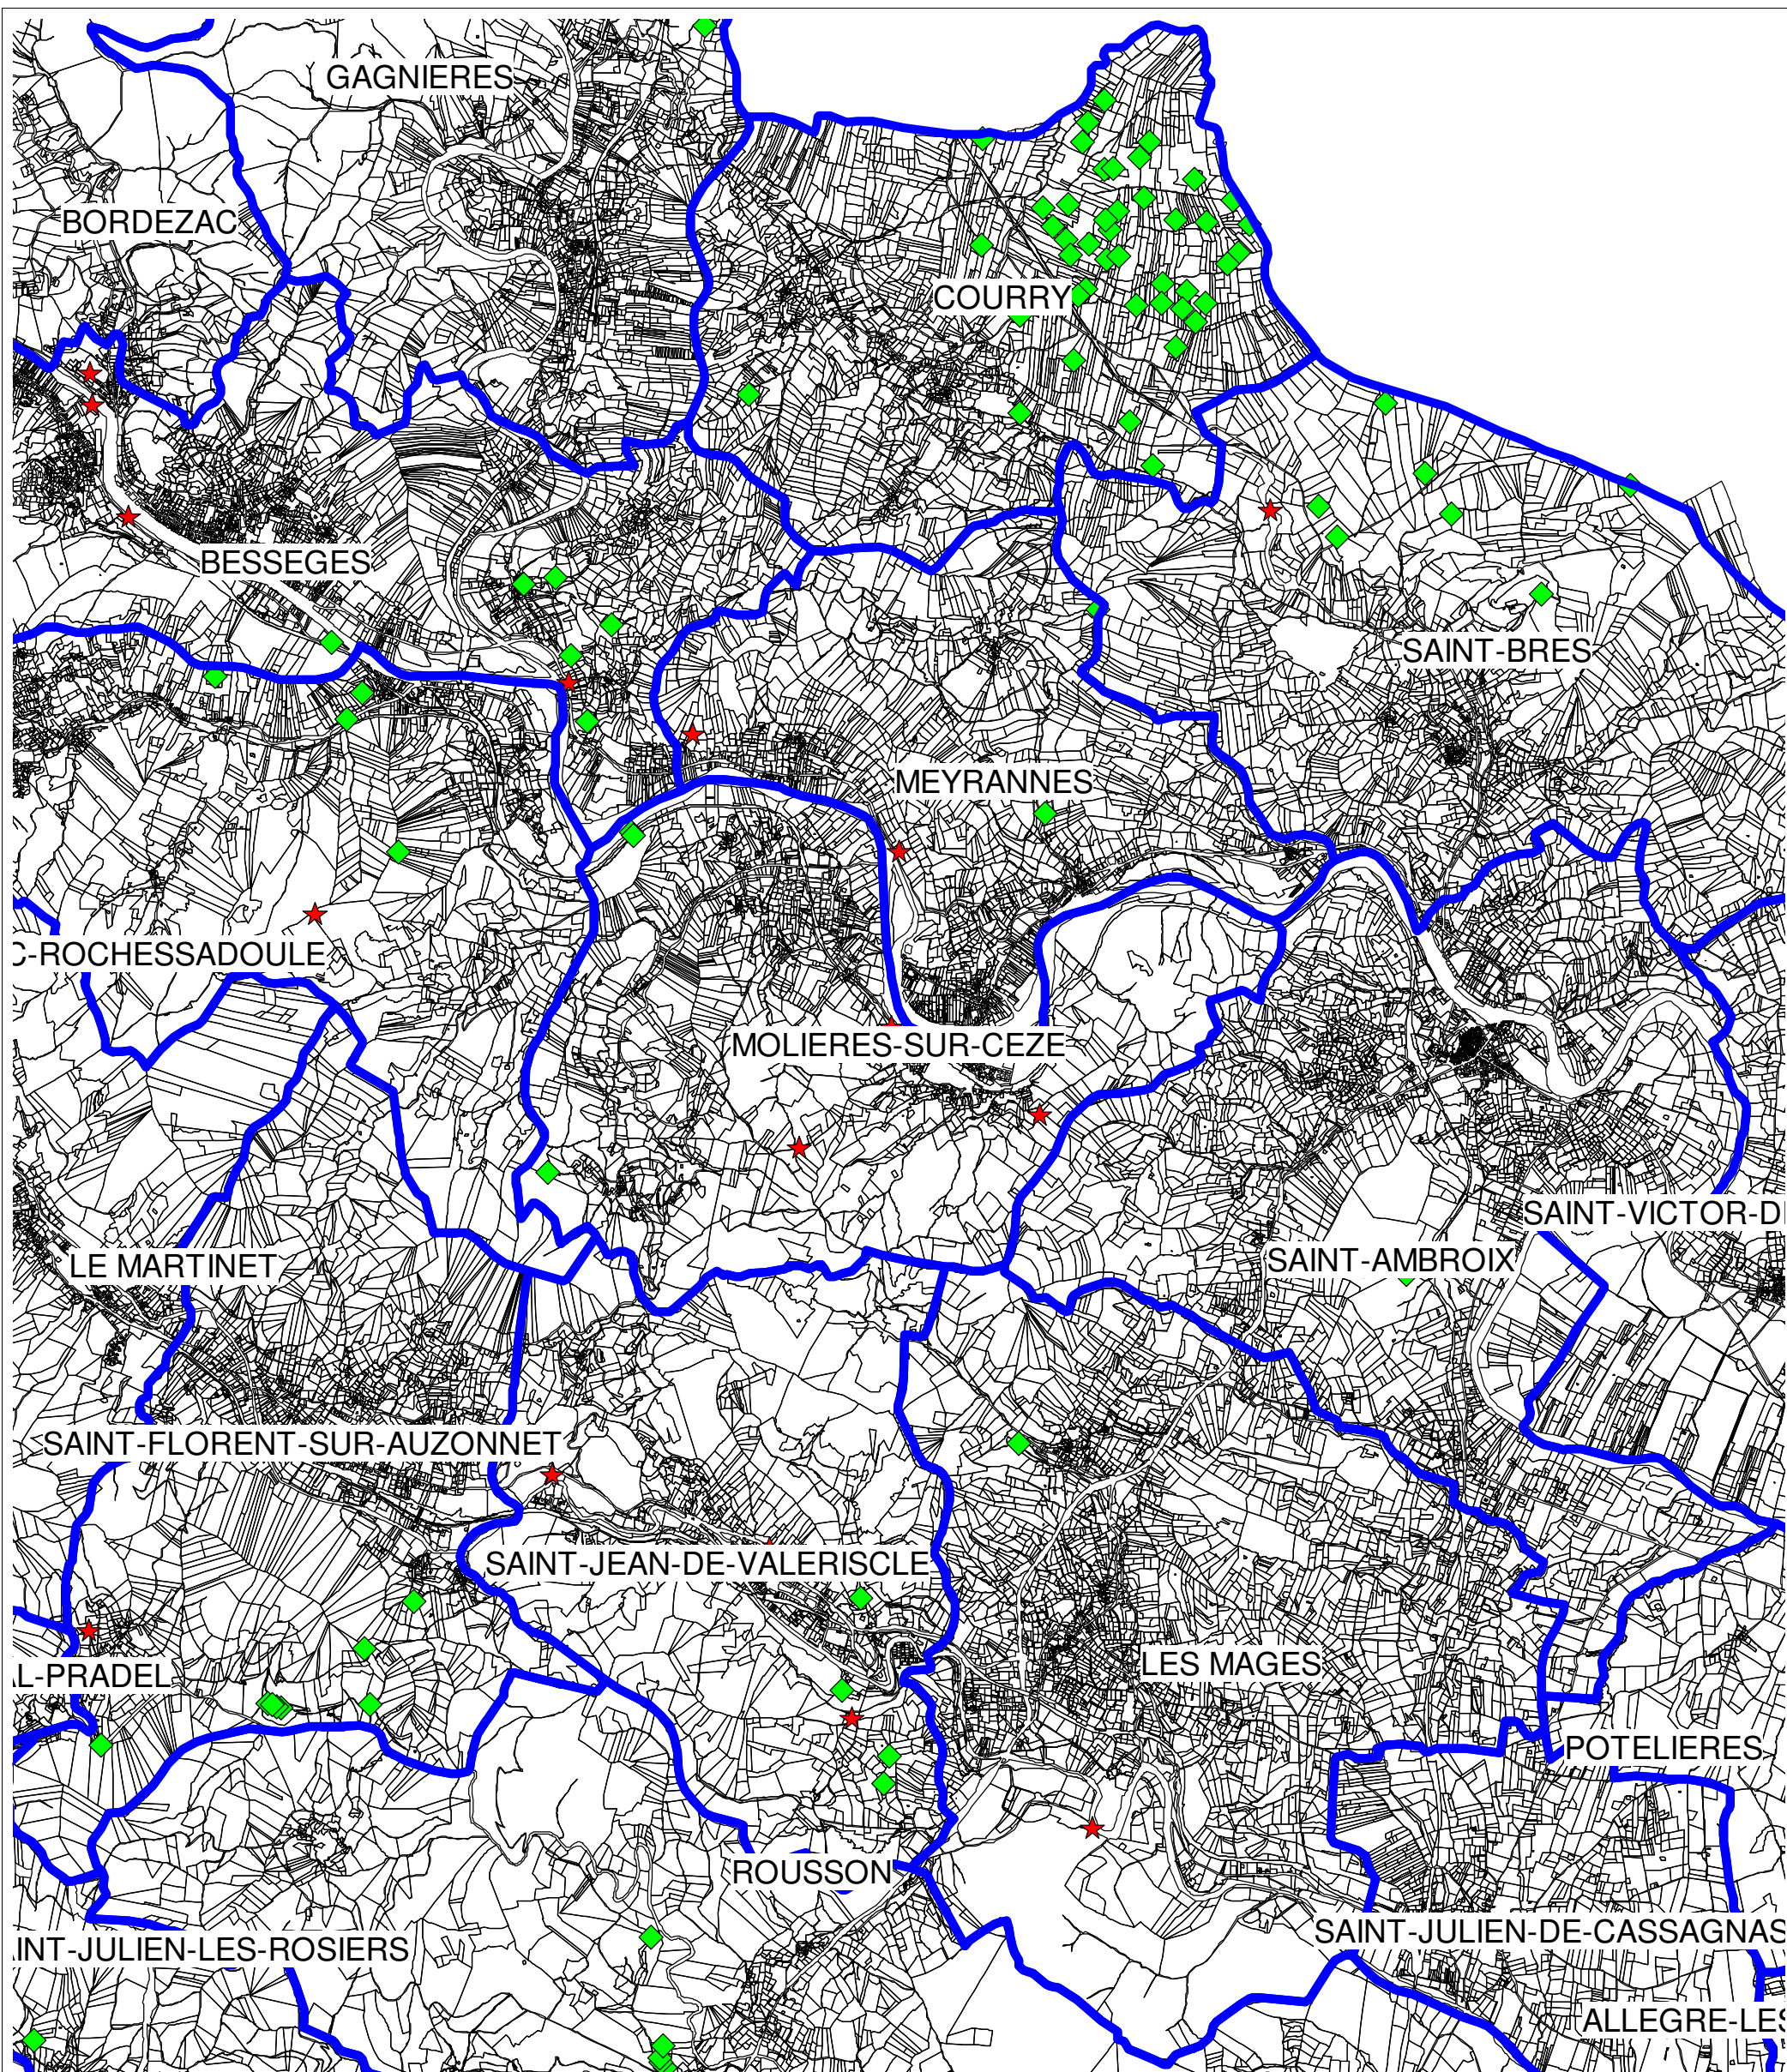 GAGNIERES
BORDEZAC
COURRY
BESSEGES
SAINT-BRES
MEYRANNES
C-ROCHESSADOULE
MOLIERES-SUR-CEZE
SAINT-VICTOR-D
SAINT-AMBROIX
LE MARTINET
SAINT-FLORENT-SUR-AUZONNET
SAINT-JEAN-DE-VALERISCLE
LES MAGES
AL-PRADEL
POTELIERES
ROUSSON
SAINT-JULIEN-DE-CASSAGNAS
INT-JULIEN-LES-ROSIERS
ALLEGRE-LES